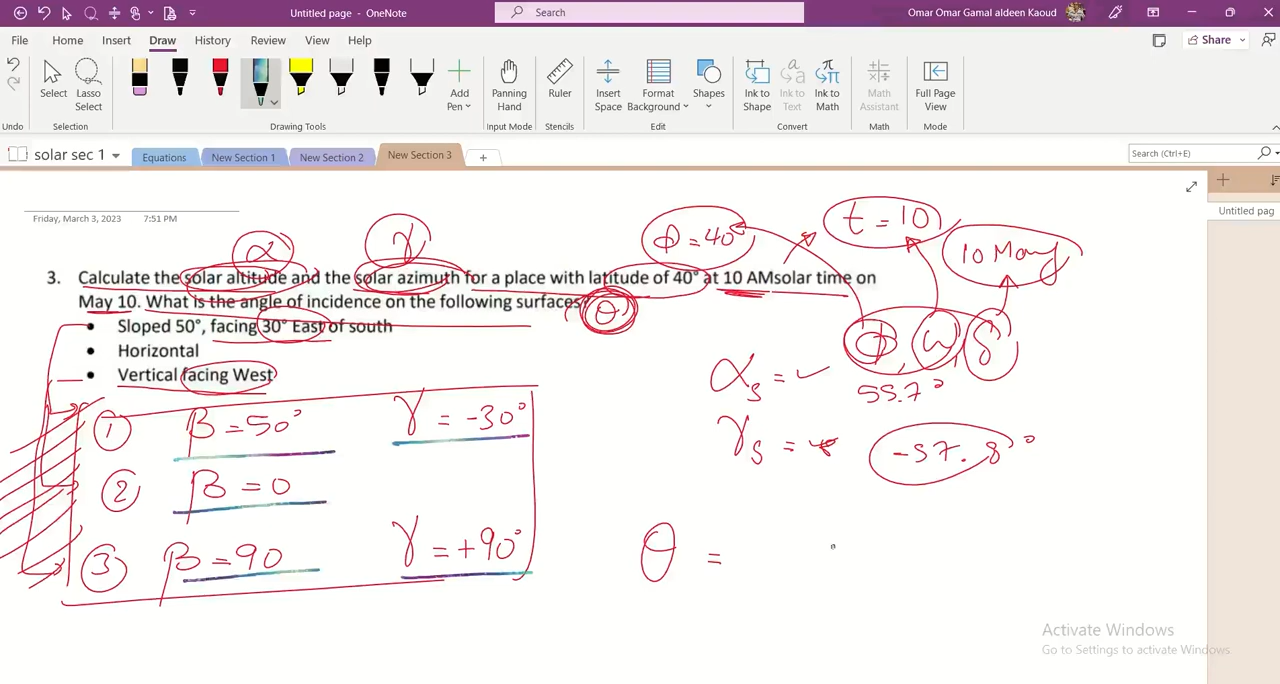 Untitled page - OneNote
Search
Omar Omar Gamal aldeen Kaoud
File Home Insert Draw History Review View Help
Share
Undo
Select
Lasso Select
Add Pen
Panning Hand
Ruler
Insert Space
Format Background
Shapes
Ink to Shape
Ink to Text
Ink to Math
Math Assistant
Full Page View
Selection Drawing Tools Input Mode Stencils Edit Convert Math Mode
solar sec 1 Equations New Section 1 New Section 2 New Section 3
Search (Ctrl+E)
Untitled pag
Friday, March 3, 2023 7:51 PM
α γ ϕ = 40° t = 10 10 May
3. Calculate the solar altitude and the solar azimuth for a place with latitude of 40° at 10 AMsolar time on
May 10. What is the angle of incidence on the following surfaces
θ
• Sloped 50°, facing 30° East of south
• Horizontal
• Vertical facing West
ϕ, ω, δ
αs = ✓ 55.7°
γs = -57.8°
① β = 50° γ = -30°
② β = 0
③ β = 90 γ = +90°
θ =
Activate Windows
Go to Settings to activate Windows